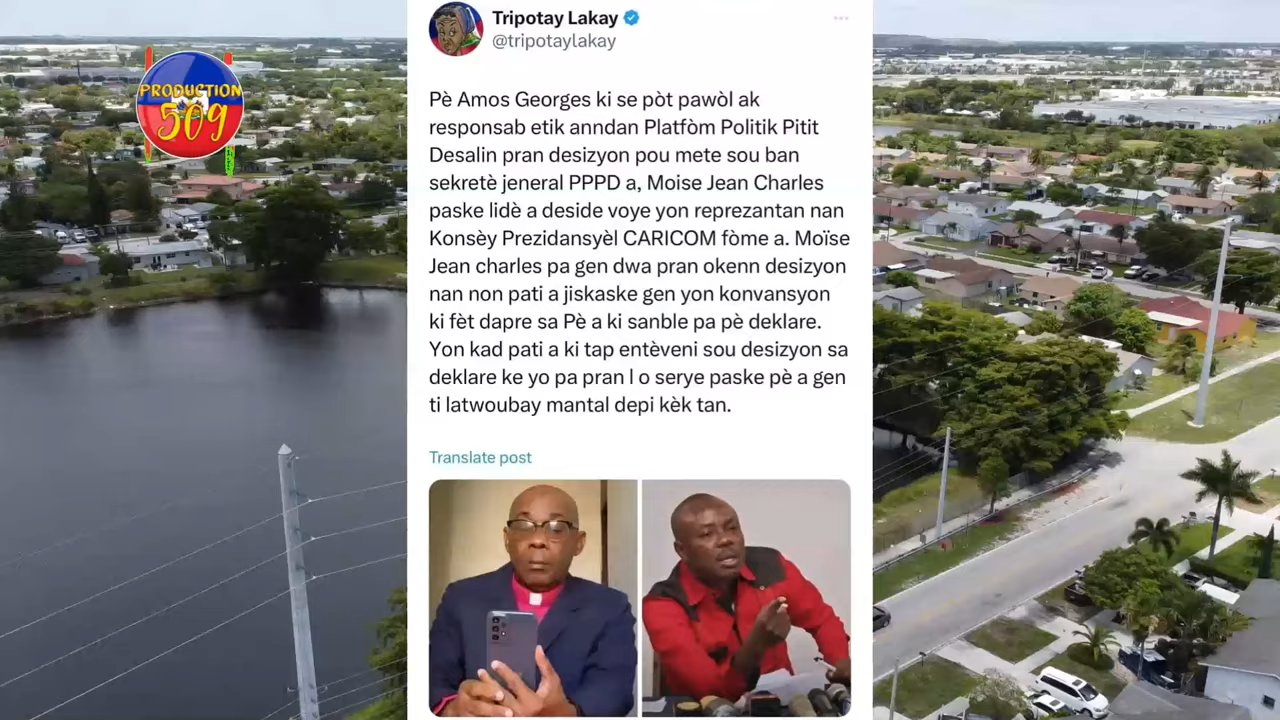 PRODUCTION
509
Tripotay Lakay
@tripotaylakay
Pè Amos Georges ki se pòt pawòl ak
responsab etik anndan Platfòm Politik Pitit
Desalin pran desizyon pou mete sou ban
sekretè jeneral PPPD a, Moise Jean Charles
paske lidè a deside voye yon reprezantan nan
Konsèy Prezidansyèl CARICOM fòme a. Moïse
Jean charles pa gen dwa pran okenn desizyon
nan non pati a jiskaske gen yon konvansyon
ki fèt dapre sa Pè a ki sanble pa pè deklare.
Yon kad pati a ki tap entèveni sou desizyon sa
deklare ke yo pa pran l o serye paske pè a gen
ti latwoubay mantal depi kèk tan.
Translate post